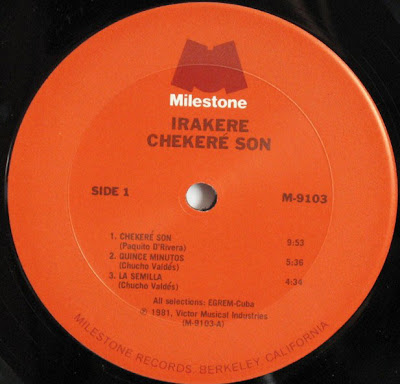 Milestone
IRAKERE
CHEKERÉ SON
SIDE 1
M-9103
1. CHEKERÉ SON 9:53
(Paquito D'Rivera)
2. QUINCE MINUTOS 5:36
(Chucho Valdés)
3. LA SEMILLA 4:34
(Chucho Valdés)
All selections: EGREM-Cuba
℗ 1981, Victor Musical Industries
(M-9103-A)
MILESTONE RECORDS, BERKELEY, CALIFORNIA